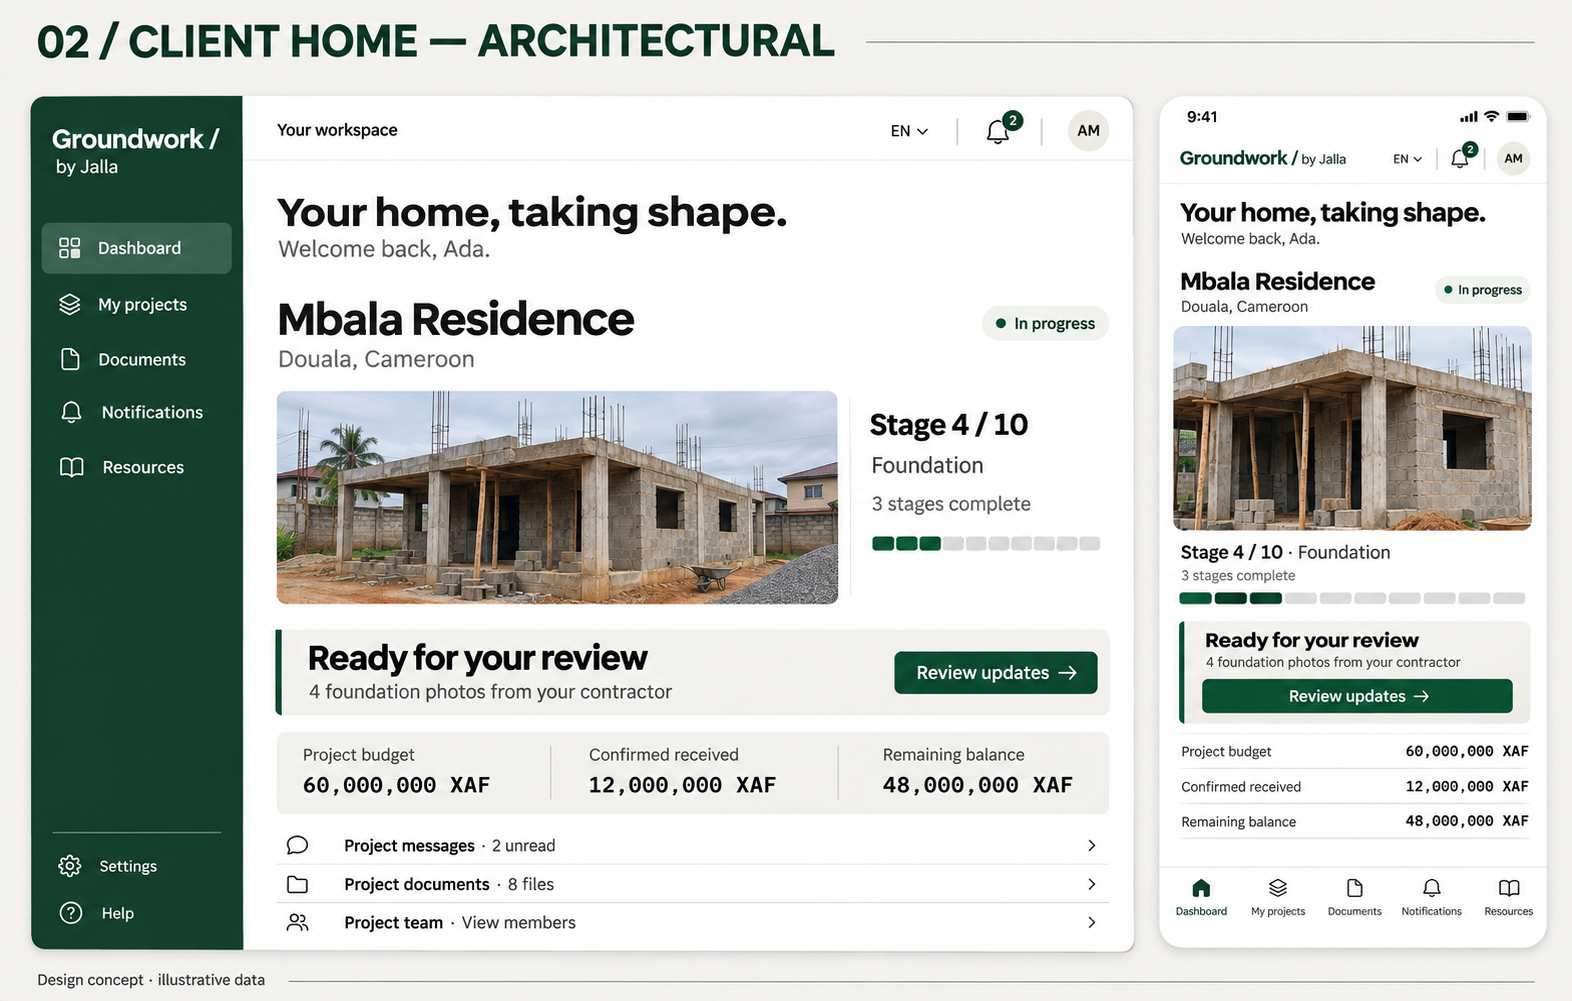 02 / CLIENT HOME — ARCHITECTURAL
Groundwork /
by Jalla
Dashboard
My projects
Documents
Notifications
Resources
Settings
Help
Your workspace
EN
2
AM
Your home, taking shape.
Welcome back, Ada.
Mbala Residence
In progress
Douala, Cameroon
Stage 4 / 10
Foundation
3 stages complete
Ready for your review
4 foundation photos from your contractor
Review updates →
Project budget
60,000,000 XAF
Confirmed received
12,000,000 XAF
Remaining balance
48,000,000 XAF
Project messages · 2 unread
Project documents · 8 files
Project team · View members
9:41
Groundwork / by Jalla
EN
2
AM
Your home, taking shape.
Welcome back, Ada.
Mbala Residence
In progress
Douala, Cameroon
Stage 4 / 10 · Foundation
3 stages complete
Ready for your review
4 foundation photos from your contractor
Review updates →
Project budget 60,000,000 XAF
Confirmed received 12,000,000 XAF
Remaining balance 48,000,000 XAF
Dashboard
My projects
Documents
Notifications
Resources
Design concept · illustrative data